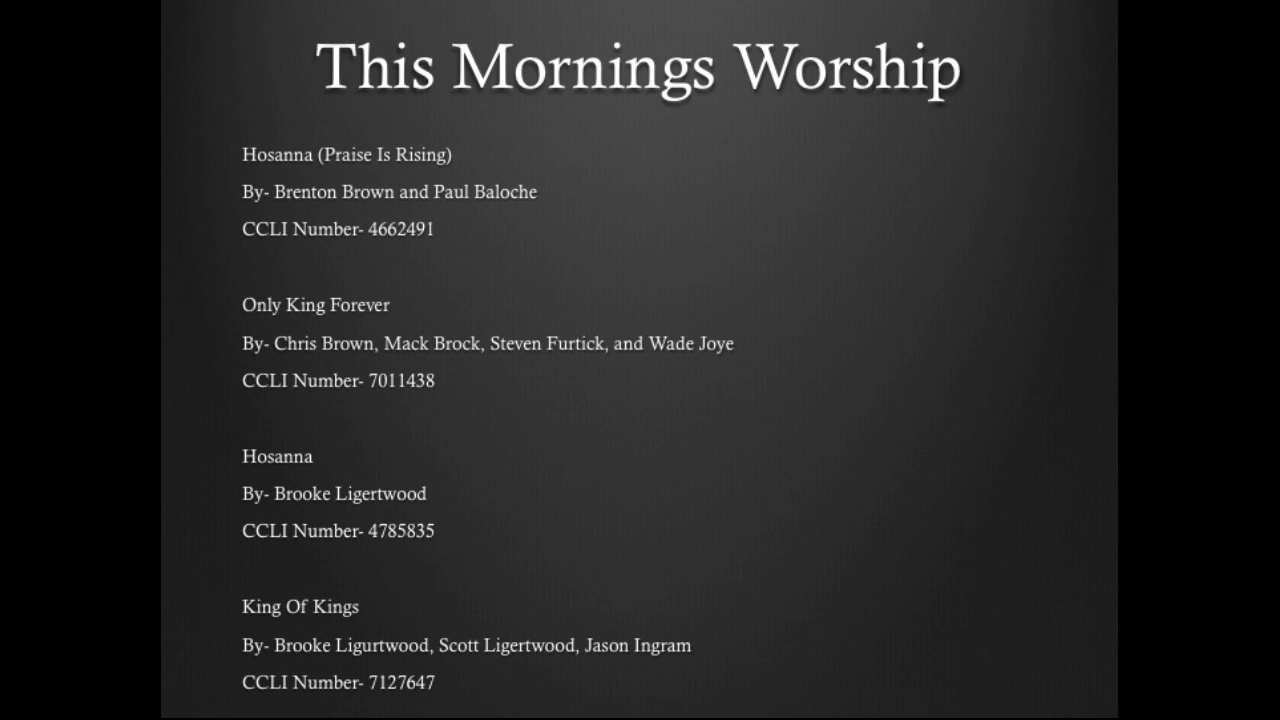 This Mornings Worship
Hosanna (Praise Is Rising)
By- Brenton Brown and Paul Baloche
CCLI Number- 4662491
Only King Forever
By- Chris Brown, Mack Brock, Steven Furtick, and Wade Joye
CCLI Number- 7011438
Hosanna
By- Brooke Ligertwood
CCLI Number- 4785835
King Of Kings
By- Brooke Ligurtwood, Scott Ligertwood, Jason Ingram
CCLI Number- 7127647